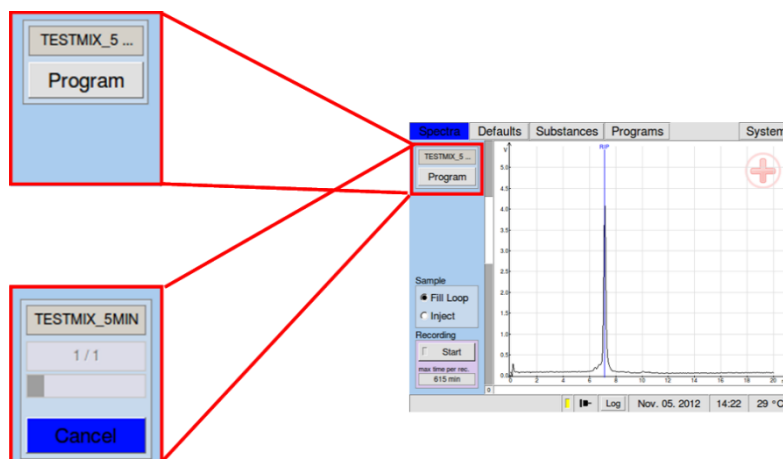 TESTMIX_5 ...
Program
TESTMIX_5MIN
1 / 1
Cancel
Spectra Defaults Substances Programs System
TESTMIX_5 ...
Program
Sample
Fill Loop
Inject
Recording
Start
max time per rec.
615 min
V
RIP
5.0
4.5
4.0
3.5
3.0
2.5
2.0
1.5
1.0
0.5
0.0
0 2 4 6 8 10 12 14 16 18 20
0
Log Nov. 05. 2012 14:22 29 °C